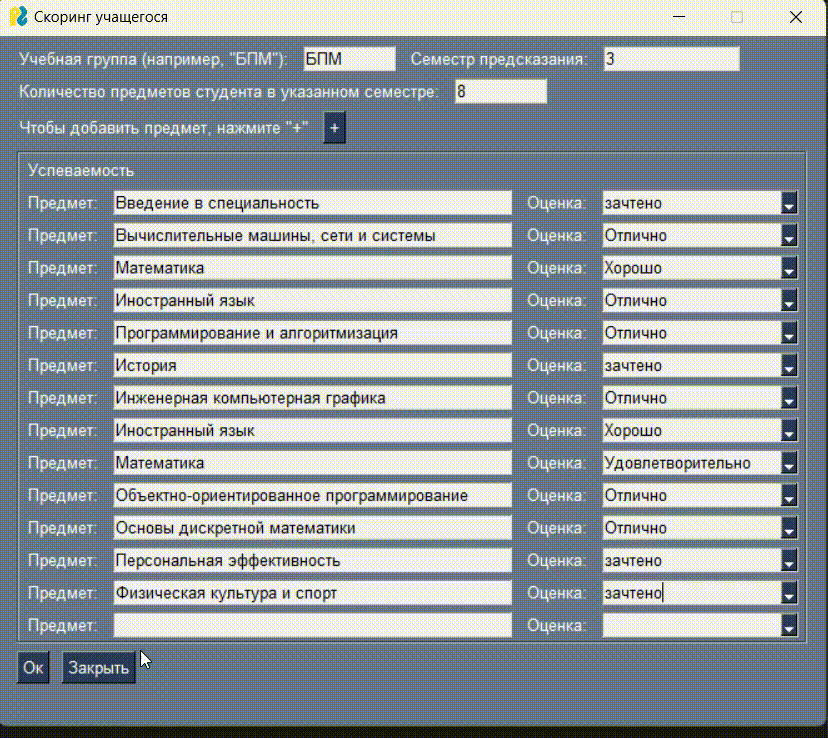 Скоринг учащегося
Учебная группа (например, "БПМ"): БПМ Семестр предсказания: 3
Количество предметов студента в указанном семестре: 8
Чтобы добавить предмет, нажмите "+" +
Успеваемость
Предмет: Введение в специальность Оценка: зачтено
Предмет: Вычислительные машины, сети и системы Оценка: Отлично
Предмет: Математика Оценка: Хорошо
Предмет: Иностранный язык Оценка: Отлично
Предмет: Программирование и алгоритмизация Оценка: Отлично
Предмет: История Оценка: зачтено
Предмет: Инженерная компьютерная графика Оценка: Отлично
Предмет: Иностранный язык Оценка: Хорошо
Предмет: Математика Оценка: Удовлетворительно
Предмет: Объектно-ориентированное программирование Оценка: Отлично
Предмет: Основы дискретной математики Оценка: Отлично
Предмет: Персональная эффективность Оценка: зачтено
Предмет: Физическая культура и спорт Оценка: зачтено
Предмет: Оценка:
Ок Закрыть